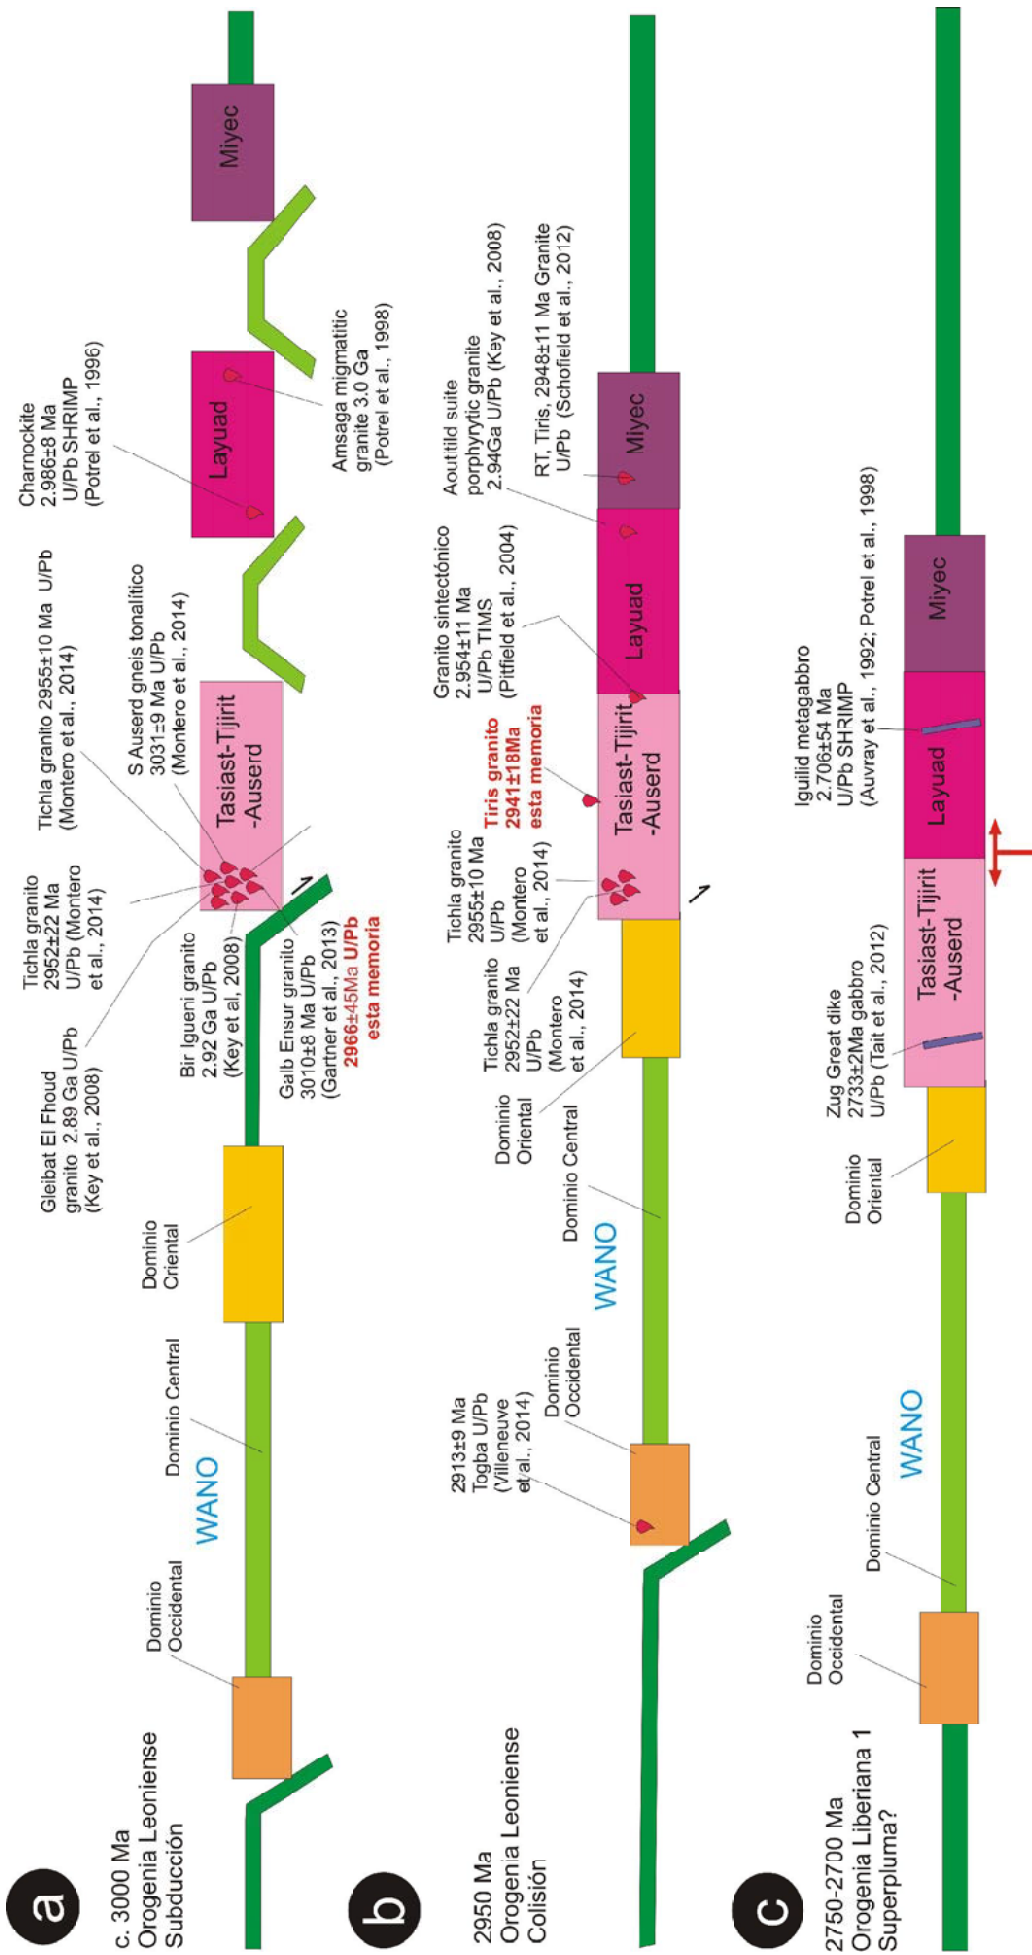 a
c. 3000 Ma
Orogenia Leoniense
Subducción
Dominio
Occidental
WANO
Dominio Central
Dominio
Oriental
Gleibat El Fhoud
granito 2.89 Ga U/Pb
(Key et al., 2008)
Tichla granito
2952±22 Ma
U/Pb (Montero
et al., 2014)
Tichla granito 2955±10 Ma U/Pb
(Montero et al., 2014)
S Auserd gneis tonalítico
3031±9 Ma U/Pb
(Montero et al., 2014)
Bir Igueni granito
2.92 Ga U/Pb
(Key et al, 2008)
Galb Ensur granito
3010±8 Ma U/Pb
(Gartner et al., 2013)
2966±45Ma U/Pb
esta memoria
Tasiast-Tijirit
-Auserd
Charnockite
2.986±8 Ma
U/Pb SHRIMP
(Potrel et al., 1996)
Layuad
Amsaga migmatitic
granite 3.0 Ga
(Potrel et al., 1998)
Miyec
b
2950 Ma
Orogenia Leoniense
Colisión
2913±9 Ma
Togba U/Pb
(Villeneuve
et al., 2014)
Dominio
Occidental
WANO
Dominio Central
Dominio
Oriental
Tichla granito
2952±22 Ma
U/Pb
(Montero
et al., 2014)
Tichla granito
2955±10 Ma
U/Pb
(Montero
et al., 2014)
Tiris granito
2941±18Ma
esta memoria
Tasiast-Tijirit
-Auserd
Granito sintectónico
2.954±11 Ma
U/Pb TIMS
(Pitfield et al., 2004)
Layuad
Aouttild suite
porphyrytic granite
2.94Ga U/Pb (Key et al., 2008)
RT, Tiris, 2948±11 Ma Granite
U/Pb (Schofield et al., 2012)
Miyec
c
2750-2700 Ma
Orogenia Liberiana 1
Superpluma?
Dominio
Occidental
Dominio Central
WANO
Dominio
Oriental
Zug Great dike
2733±2Ma gabbro
U/Pb (Tait et al., 2012)
Tasiast-Tijirit
-Auserd
Layuad
Iguilid metagabbro
2.706±54 Ma
U/Pb SHRIMP
(Auvray et al., 1992; Potrel et al., 1998)
Miyec